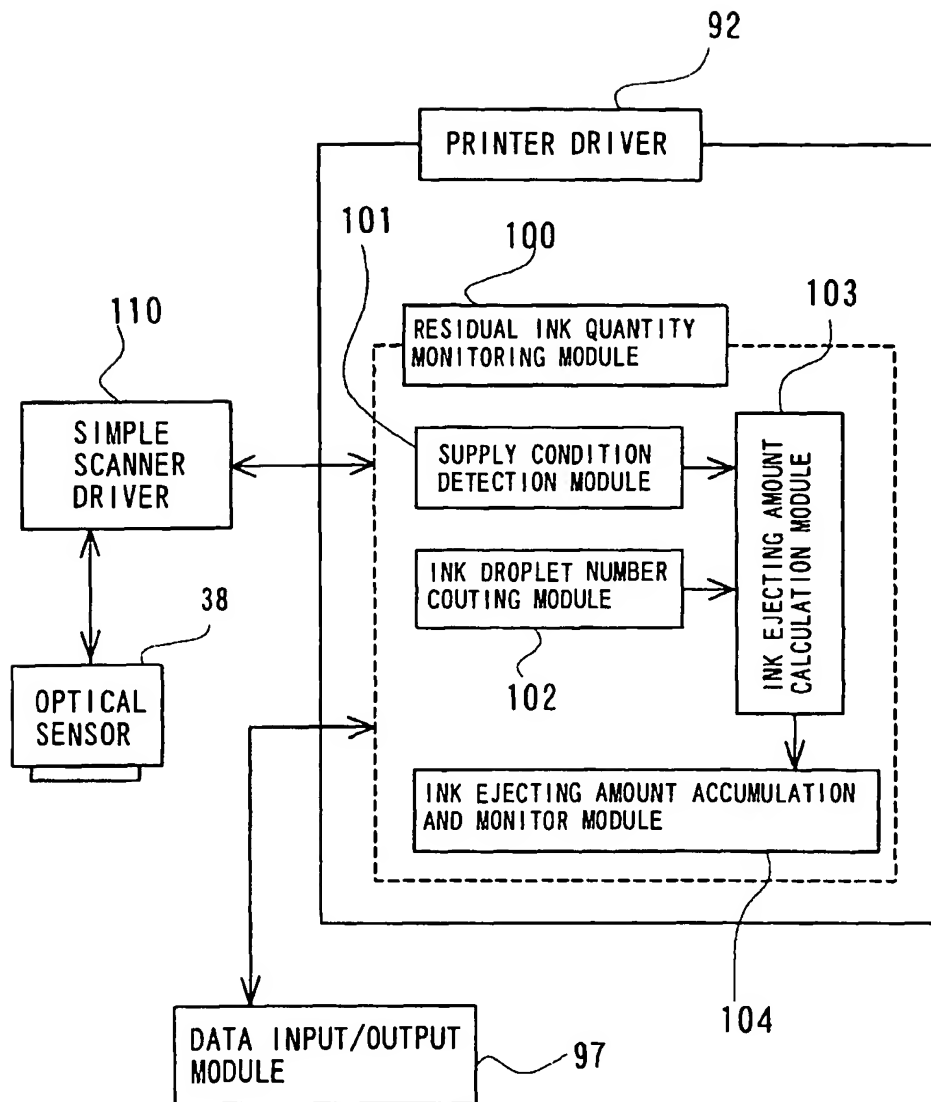 92
PRINTER DRIVER
101
100
103
110
RESIDUAL INK QUANTITY
MONITORING MODULE
SIMPLE
SCANNER
DRIVER
SUPPLY CONDITION
DETECTION MODULE
INK EJECTING AMOUNT
CALCULATION MODULE
INK DROPLET NUMBER
COUTING MODULE
38
102
OPTICAL
SENSOR
INK EJECTING AMOUNT ACCUMULATION
AND MONITOR MODULE
104
DATA INPUT/OUTPUT
MODULE
97